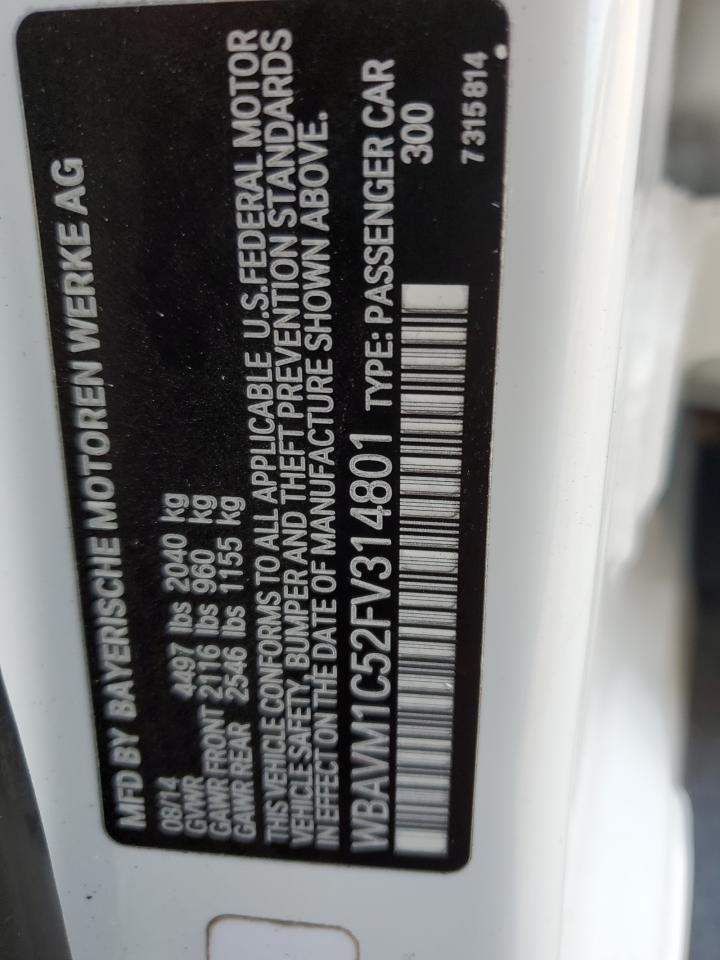 MFD BY BAYERISCHE MOTOREN WERKE AG
08/14
GVWR 4497 lbs 2040 kg
GAWR FRONT 2116 lbs 960 kg
GAWR REAR 2546 lbs 1155 kg
THIS VEHICLE CONFORMS TO ALL APPLICABLE U.S.FEDERAL MOTOR
VEHICLE SAFETY, BUMPER AND THEFT PREVENTION STANDARDS
IN EFFECT ON THE DATE OF MANUFACTURE SHOWN ABOVE.
WBAVM1C52FV314801 TYPE: PASSENGER CAR
300
7315814